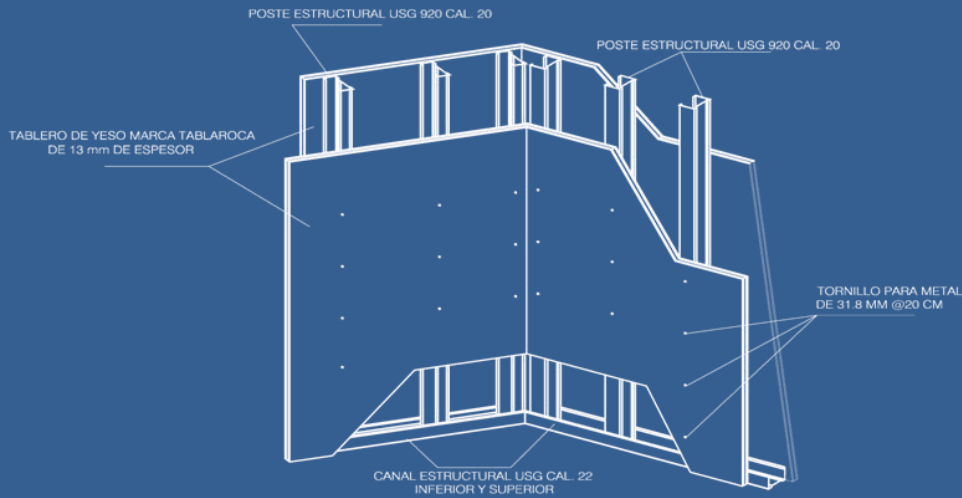 POSTE ESTRUCTURAL USG 920 CAL. 20
POSTE ESTRUCTURAL USG 920 CAL. 20
TABLERO DE YESO MARCA TABLAROCA
DE 13 mm DE ESPESOR
TORNILLO PARA METAL
DE 31.8 MM @20 CM
CANAL ESTRUCTURAL USG CAL. 22
INFERIOR Y SUPERIOR